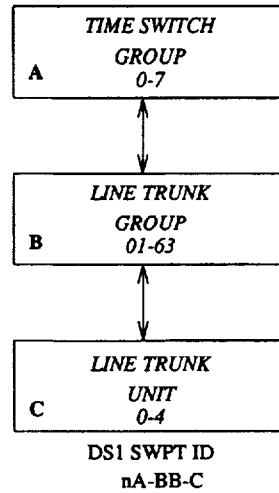 TIME SWITCH
GROUP
A 0-7
LINE TRUNK
GROUP
B 01-63
LINE TRUNK
UNIT
C 0-4
DS1 SWPT ID
nA-BB-C